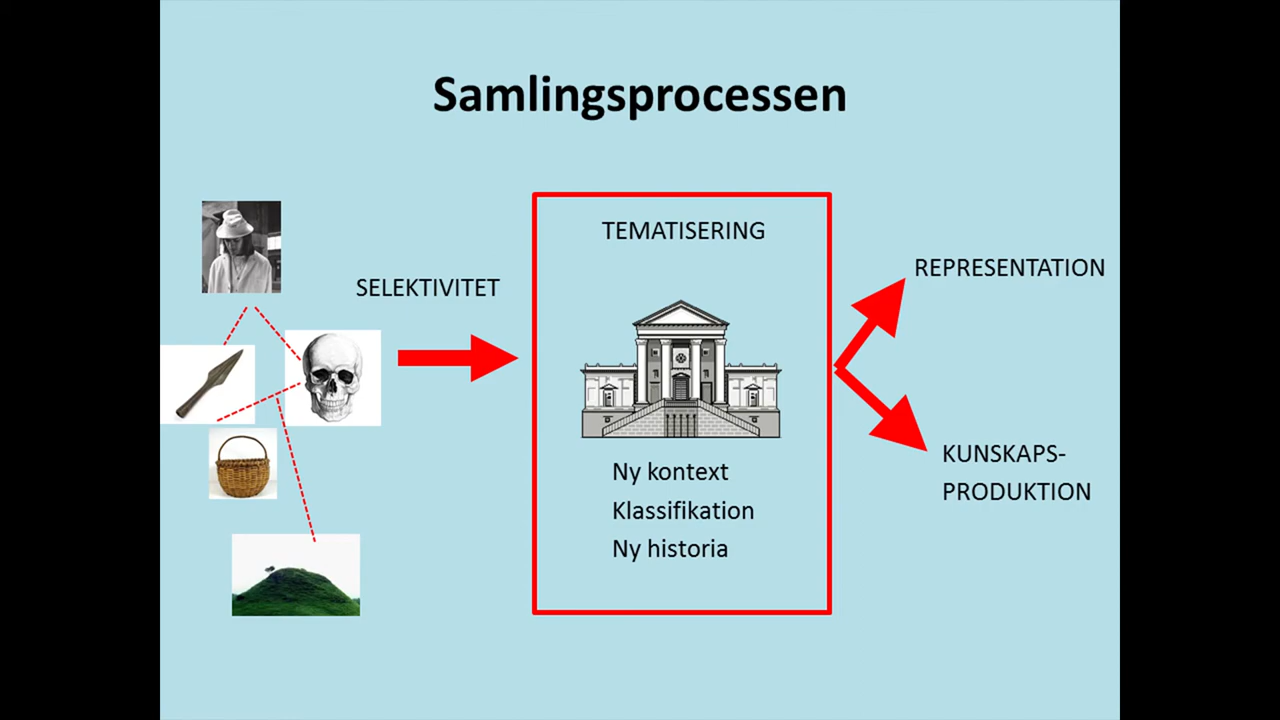 Samlingsprocessen
SELEKTIVITET
TEMATISERING
Ny kontext
Klassifikation
Ny historia
REPRESENTATION
KUNSKAPS-
PRODUKTION